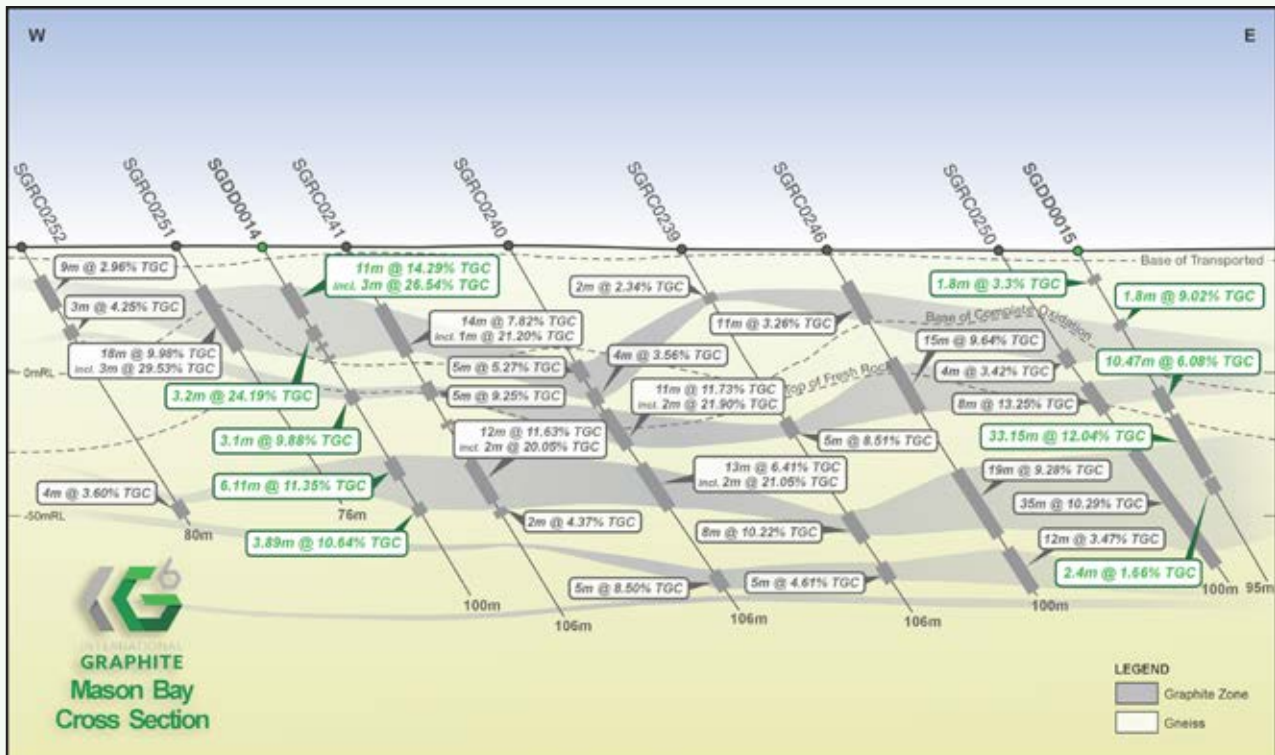 W
E
SGRC0252
SGRC0251
SGDD0014
SGRC0241
SGRC0240
SGRC0239
SGRC0246
SGRC0250
SGDD0015
Base of Transported
9m @ 2.96% TGC
11m @ 14.29% TGC
incl. 3m @ 26.54% TGC
2m @ 2.34% TGC
1.8m @ 3.3% TGC
1.8m @ 9.02% TGC
3m @ 4.25% TGC
14m @ 7.82% TGC
incl. 1m @ 21.20% TGC
11m @ 3.26% TGC
Base of Complete Oxidation
15m @ 9.64% TGC
18m @ 9.98% TGC
incl. 3m @ 29.53% TGC
4m @ 3.56% TGC
5m @ 5.27% TGC
4m @ 3.42% TGC
10.47m @ 6.08% TGC
0mRL
Top of Fresh Rock
3.2m @ 24.19% TGC
5m @ 9.25% TGC
11m @ 11.73% TGC
incl. 2m @ 21.90% TGC
8m @ 13.25% TGC
3.1m @ 9.88% TGC
12m @ 11.63% TGC
incl. 2m @ 20.05% TGC
5m @ 8.51% TGC
33.15m @ 12.04% TGC
6.11m @ 11.35% TGC
13m @ 6.41% TGC
incl. 2m @ 21.05% TGC
19m @ 9.28% TGC
4m @ 3.60% TGC
35m @ 10.29% TGC
-50mRL
76m
2m @ 4.37% TGC
8m @ 10.22% TGC
80m
3.89m @ 10.64% TGC
12m @ 3.47% TGC
2.4m @ 1.66% TGC
5m @ 8.50% TGC
5m @ 4.61% TGC
100m
95m
100m
100m
106m
106m
106m
G6
INTERNATIONAL
GRAPHITE
Mason Bay
Cross Section
LEGEND
Graphite Zone
Gneiss